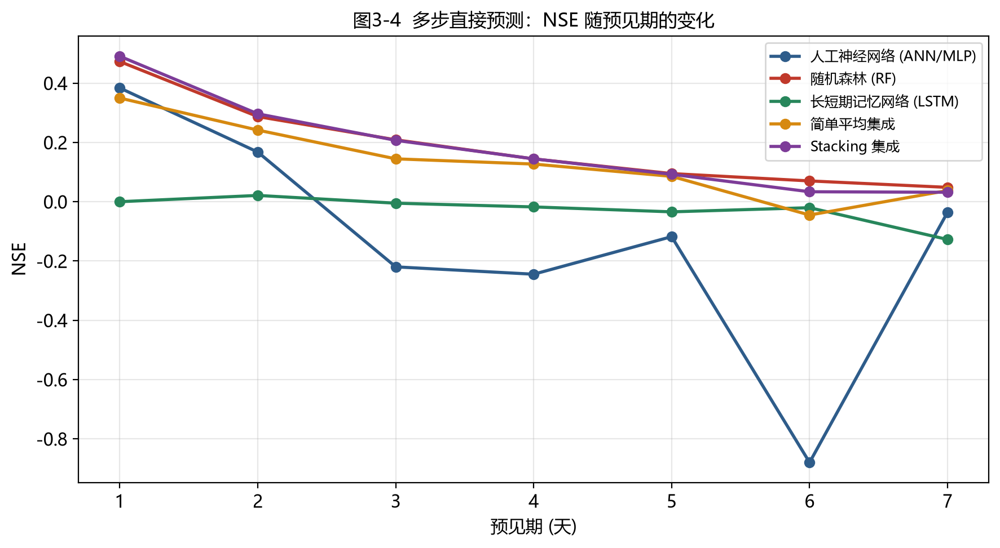 图3-4 多步直接预测：NSE 随预见期的变化
人工神经网络 (ANN/MLP)
随机森林 (RF)
长短期记忆网络 (LSTM)
简单平均集成
Stacking 集成
NSE
0.4
0.2
0.0
-0.2
-0.4
-0.6
-0.8
1 2 3 4 5 6 7
预见期 (天)